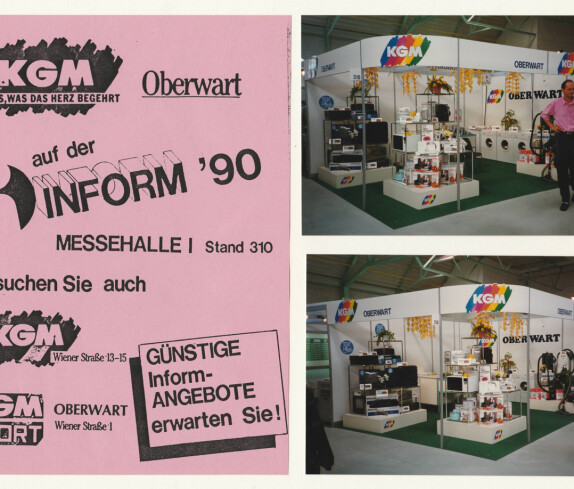 KGM
S,WAS DAS HERZ BEGEHRT
Oberwart
auf der
INFORM '90
MESSEHALLE I Stand 310
suchen Sie auch
KGM
Wiener Straße 13-15
GM
ORT
OBERWART
Wiener Straße 1
GÜNSTIGE
Inform-
ANGEBOTE
erwarten Sie!
KGM
OBERWART
KGM
OBERWART
KGM
OBERWART
KGM
OBERWART
OBERWART